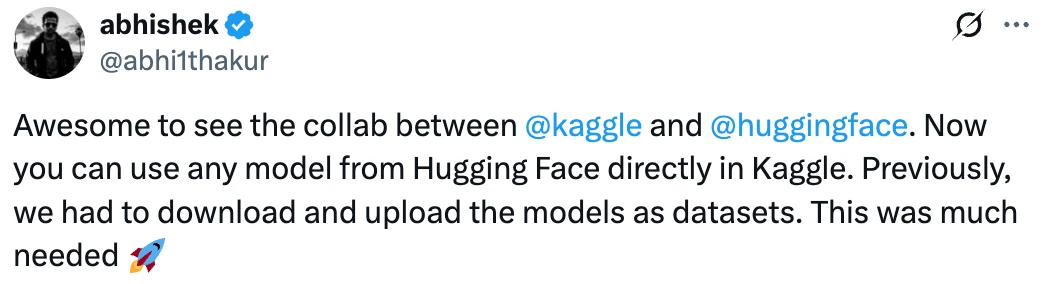 abhishek
@abhi1thakur
Awesome to see the collab between @kaggle and @huggingface. Now
you can use any model from Hugging Face directly in Kaggle. Previously,
we had to download and upload the models as datasets. This was much
needed 🚀